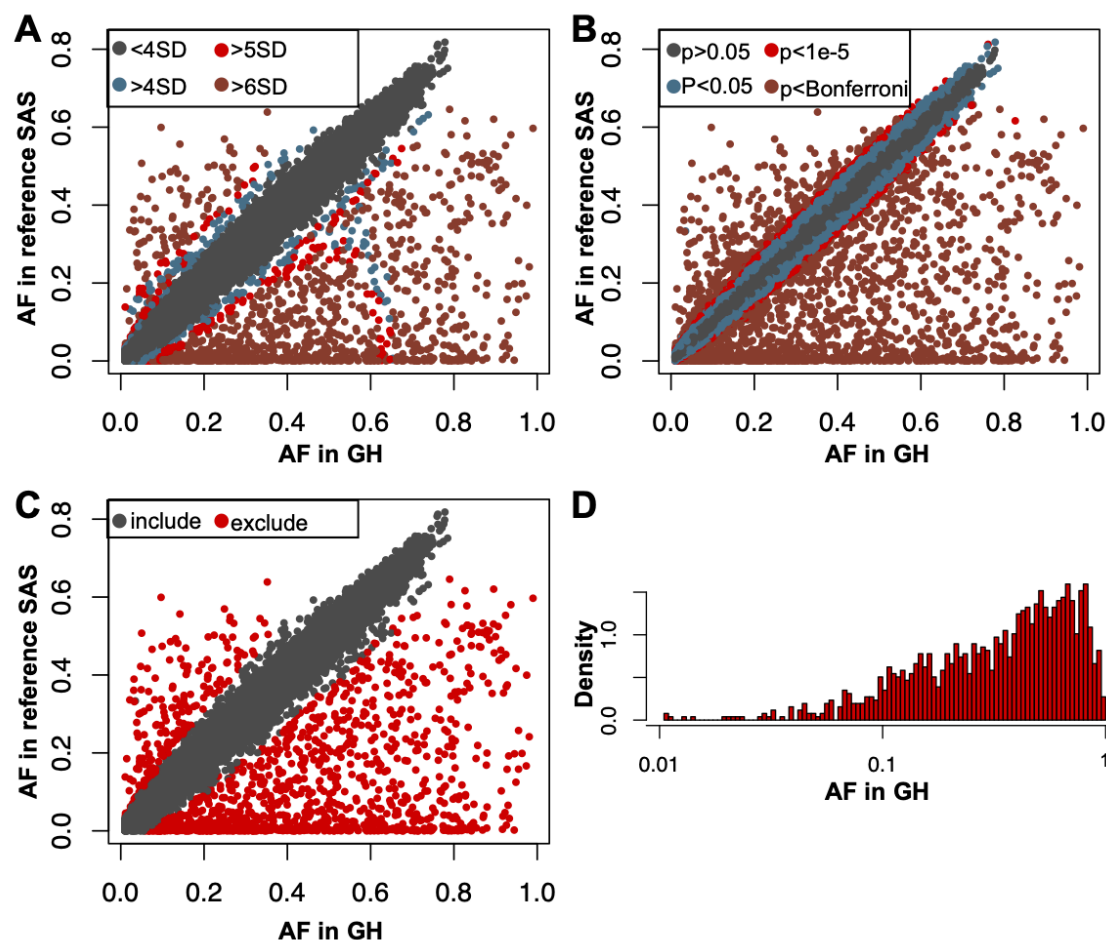 A
<4SD >5SD
>4SD >6SD
AF in reference SAS
0.0 0.2 0.4 0.6 0.8
0.0 0.2 0.4 0.6 0.8 1.0
AF in GH
B
p>0.05 p<1e-5
P<0.05 p<Bonferroni
AF in reference SAS
0.0 0.2 0.4 0.6 0.8
0.0 0.2 0.4 0.6 0.8 1.0
AF in GH
C
include exclude
AF in reference SAS
0.0 0.2 0.4 0.6 0.8
0.0 0.2 0.4 0.6 0.8 1.0
AF in GH
D
Density
0.0 1.0
0.01 0.1 1
AF in GH